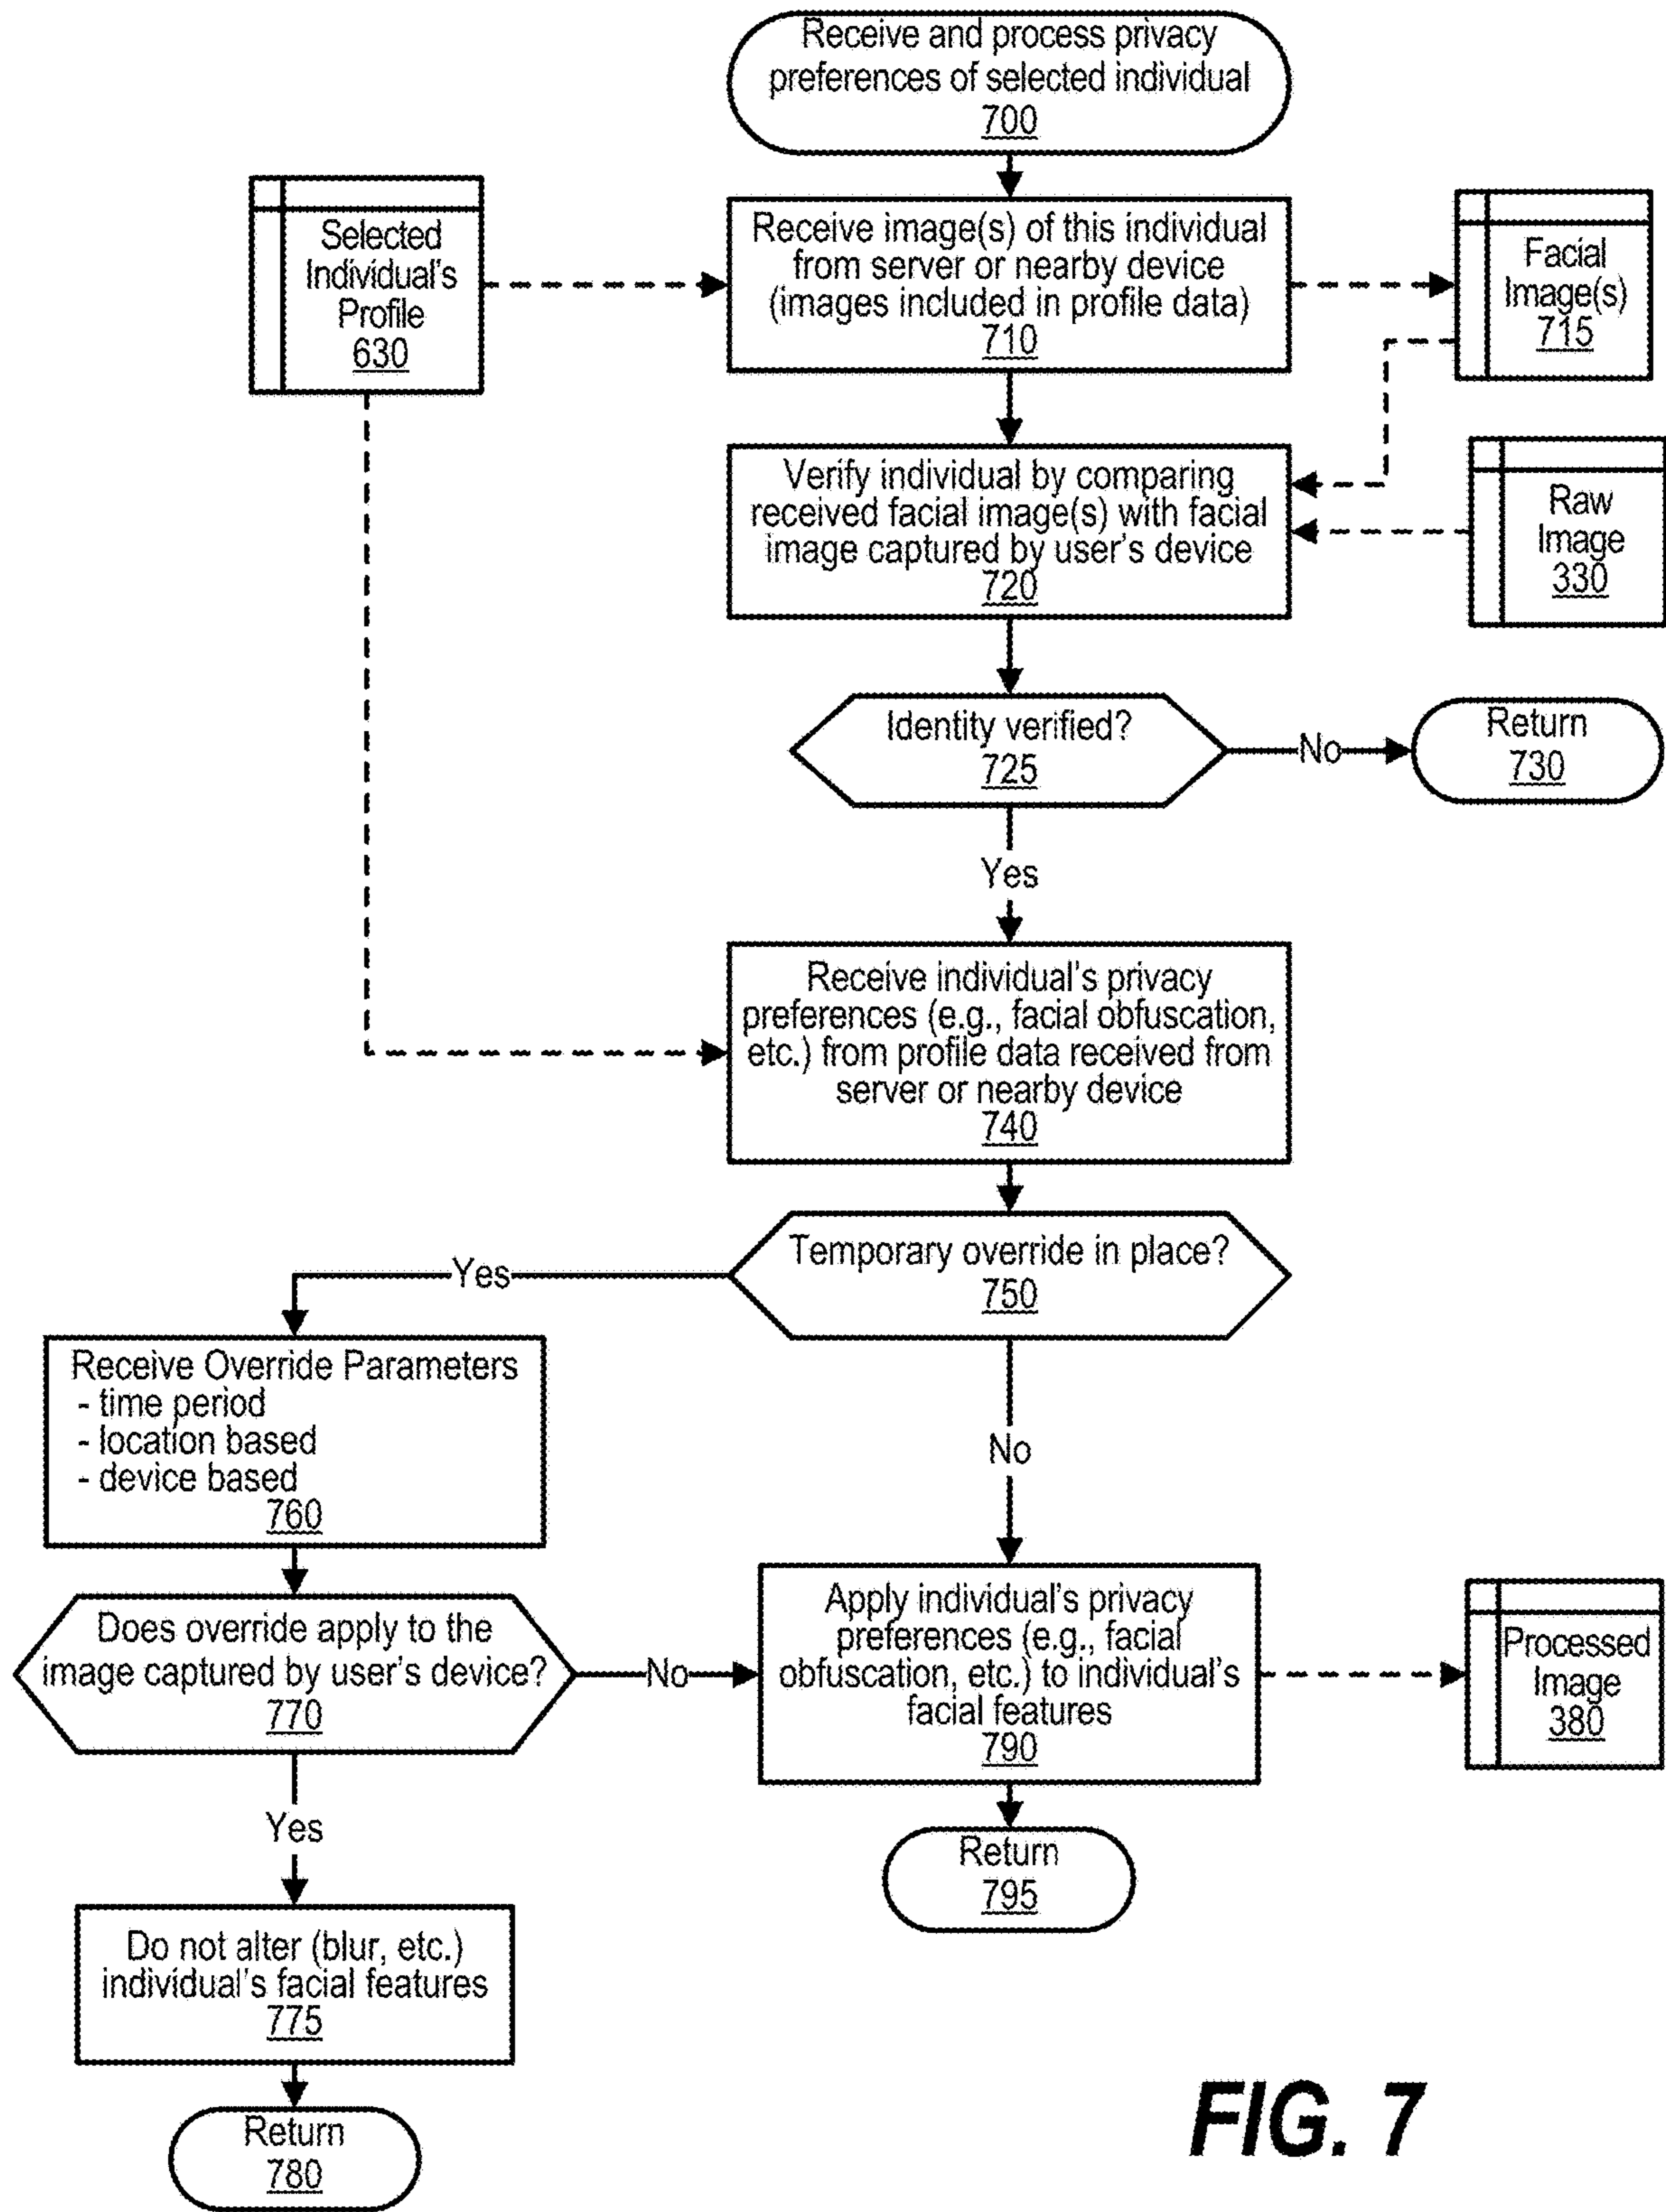 Receive and process privacy
preferences of selected individual
700
Selected
Individual's
Profile
630
Receive image(s) of this individual
from server or nearby device
(images included in profile data)
710
Facial
Image(s)
715
Verify individual by comparing
received facial image(s) with facial
image captured by user's device
720
Raw
Image
330
Identity verified?
725
No
Return
730
Yes
Receive individual's privacy
preferences (e.g., facial obfuscation,
etc.) from profile data received from
server or nearby device
740
Temporary override in place?
750
Yes
Receive Override Parameters
- time period
- location based
- device based
760
No
Does override apply to the
image captured by user's device?
770
No
Apply individual's privacy
preferences (e.g., facial
obfuscation, etc.) to individual's
facial features
790
Processed
Image
380
Yes
Return
795
Do not alter (blur, etc.)
individual's facial features
775
Return
780
FIG. 7